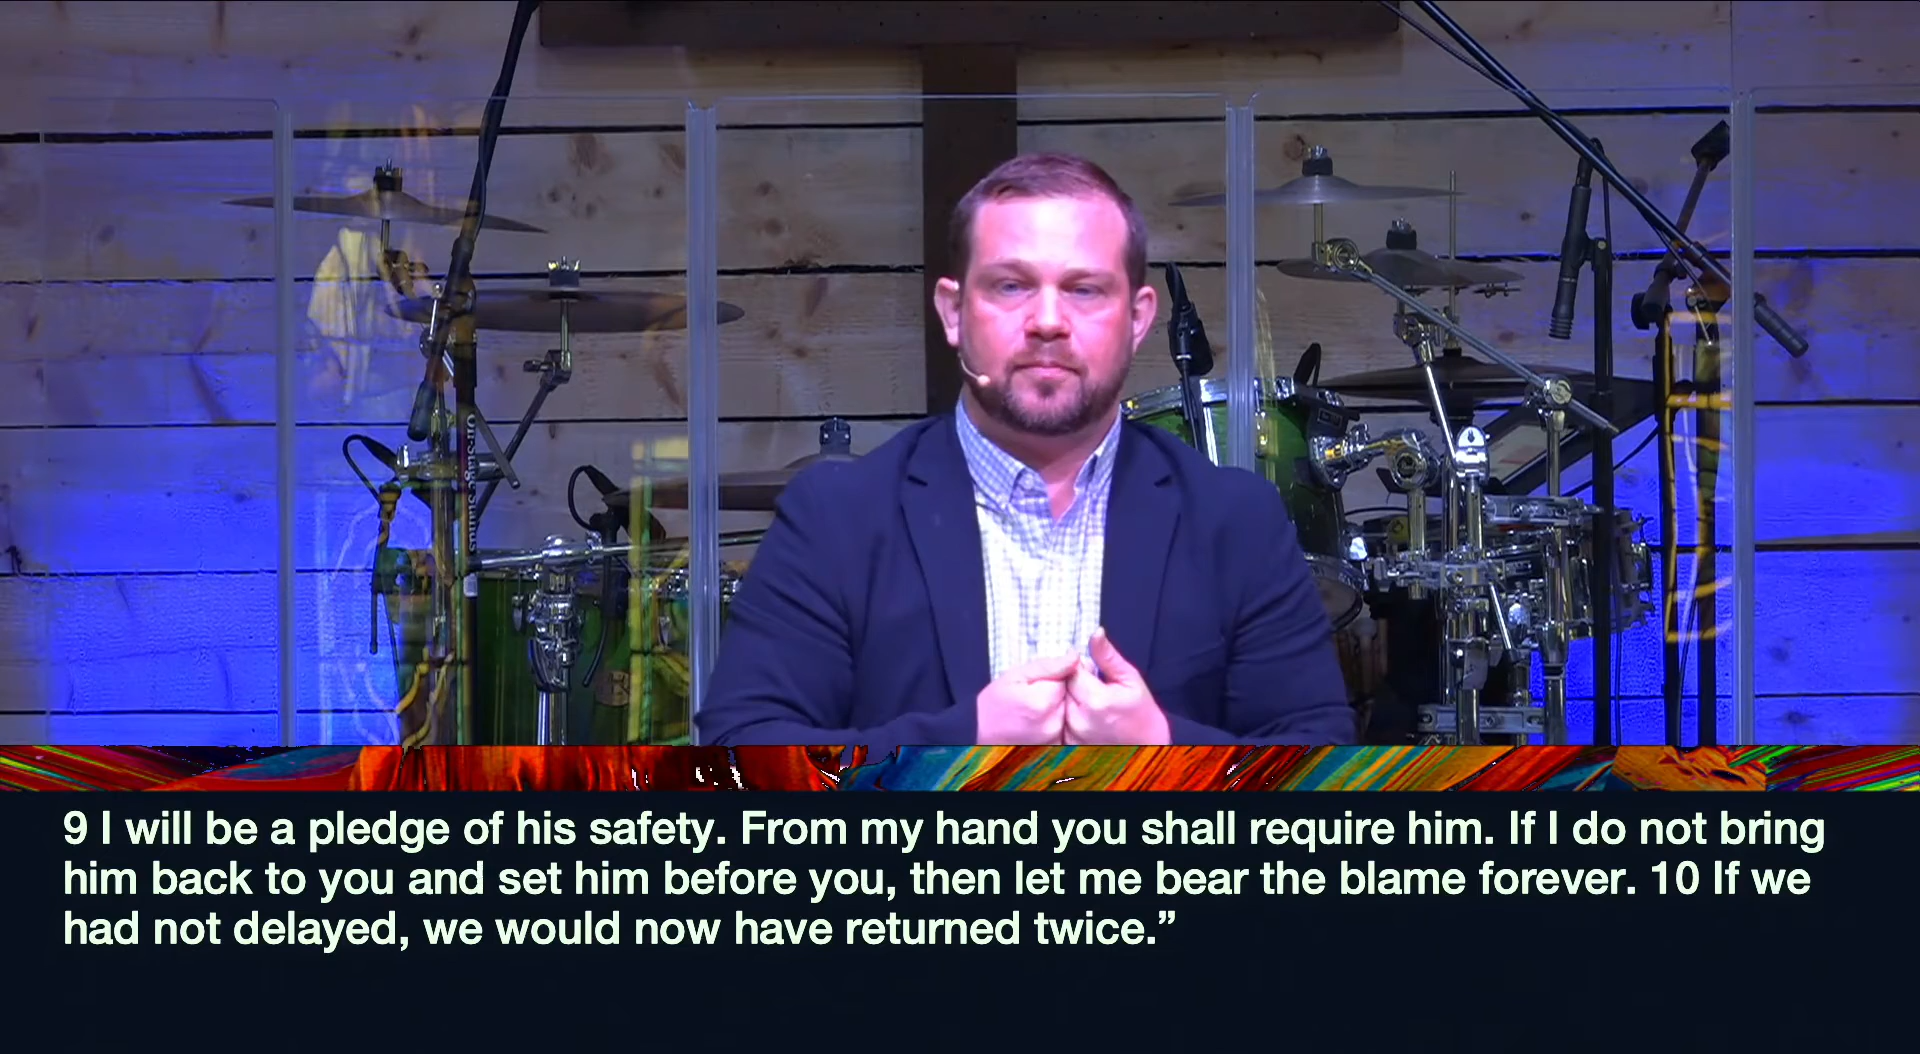 9 I will be a pledge of his safety. From my hand you shall require him. If I do not bring
him back to you and set him before you, then let me bear the blame forever. 10 If we
had not delayed, we would now have returned twice.”